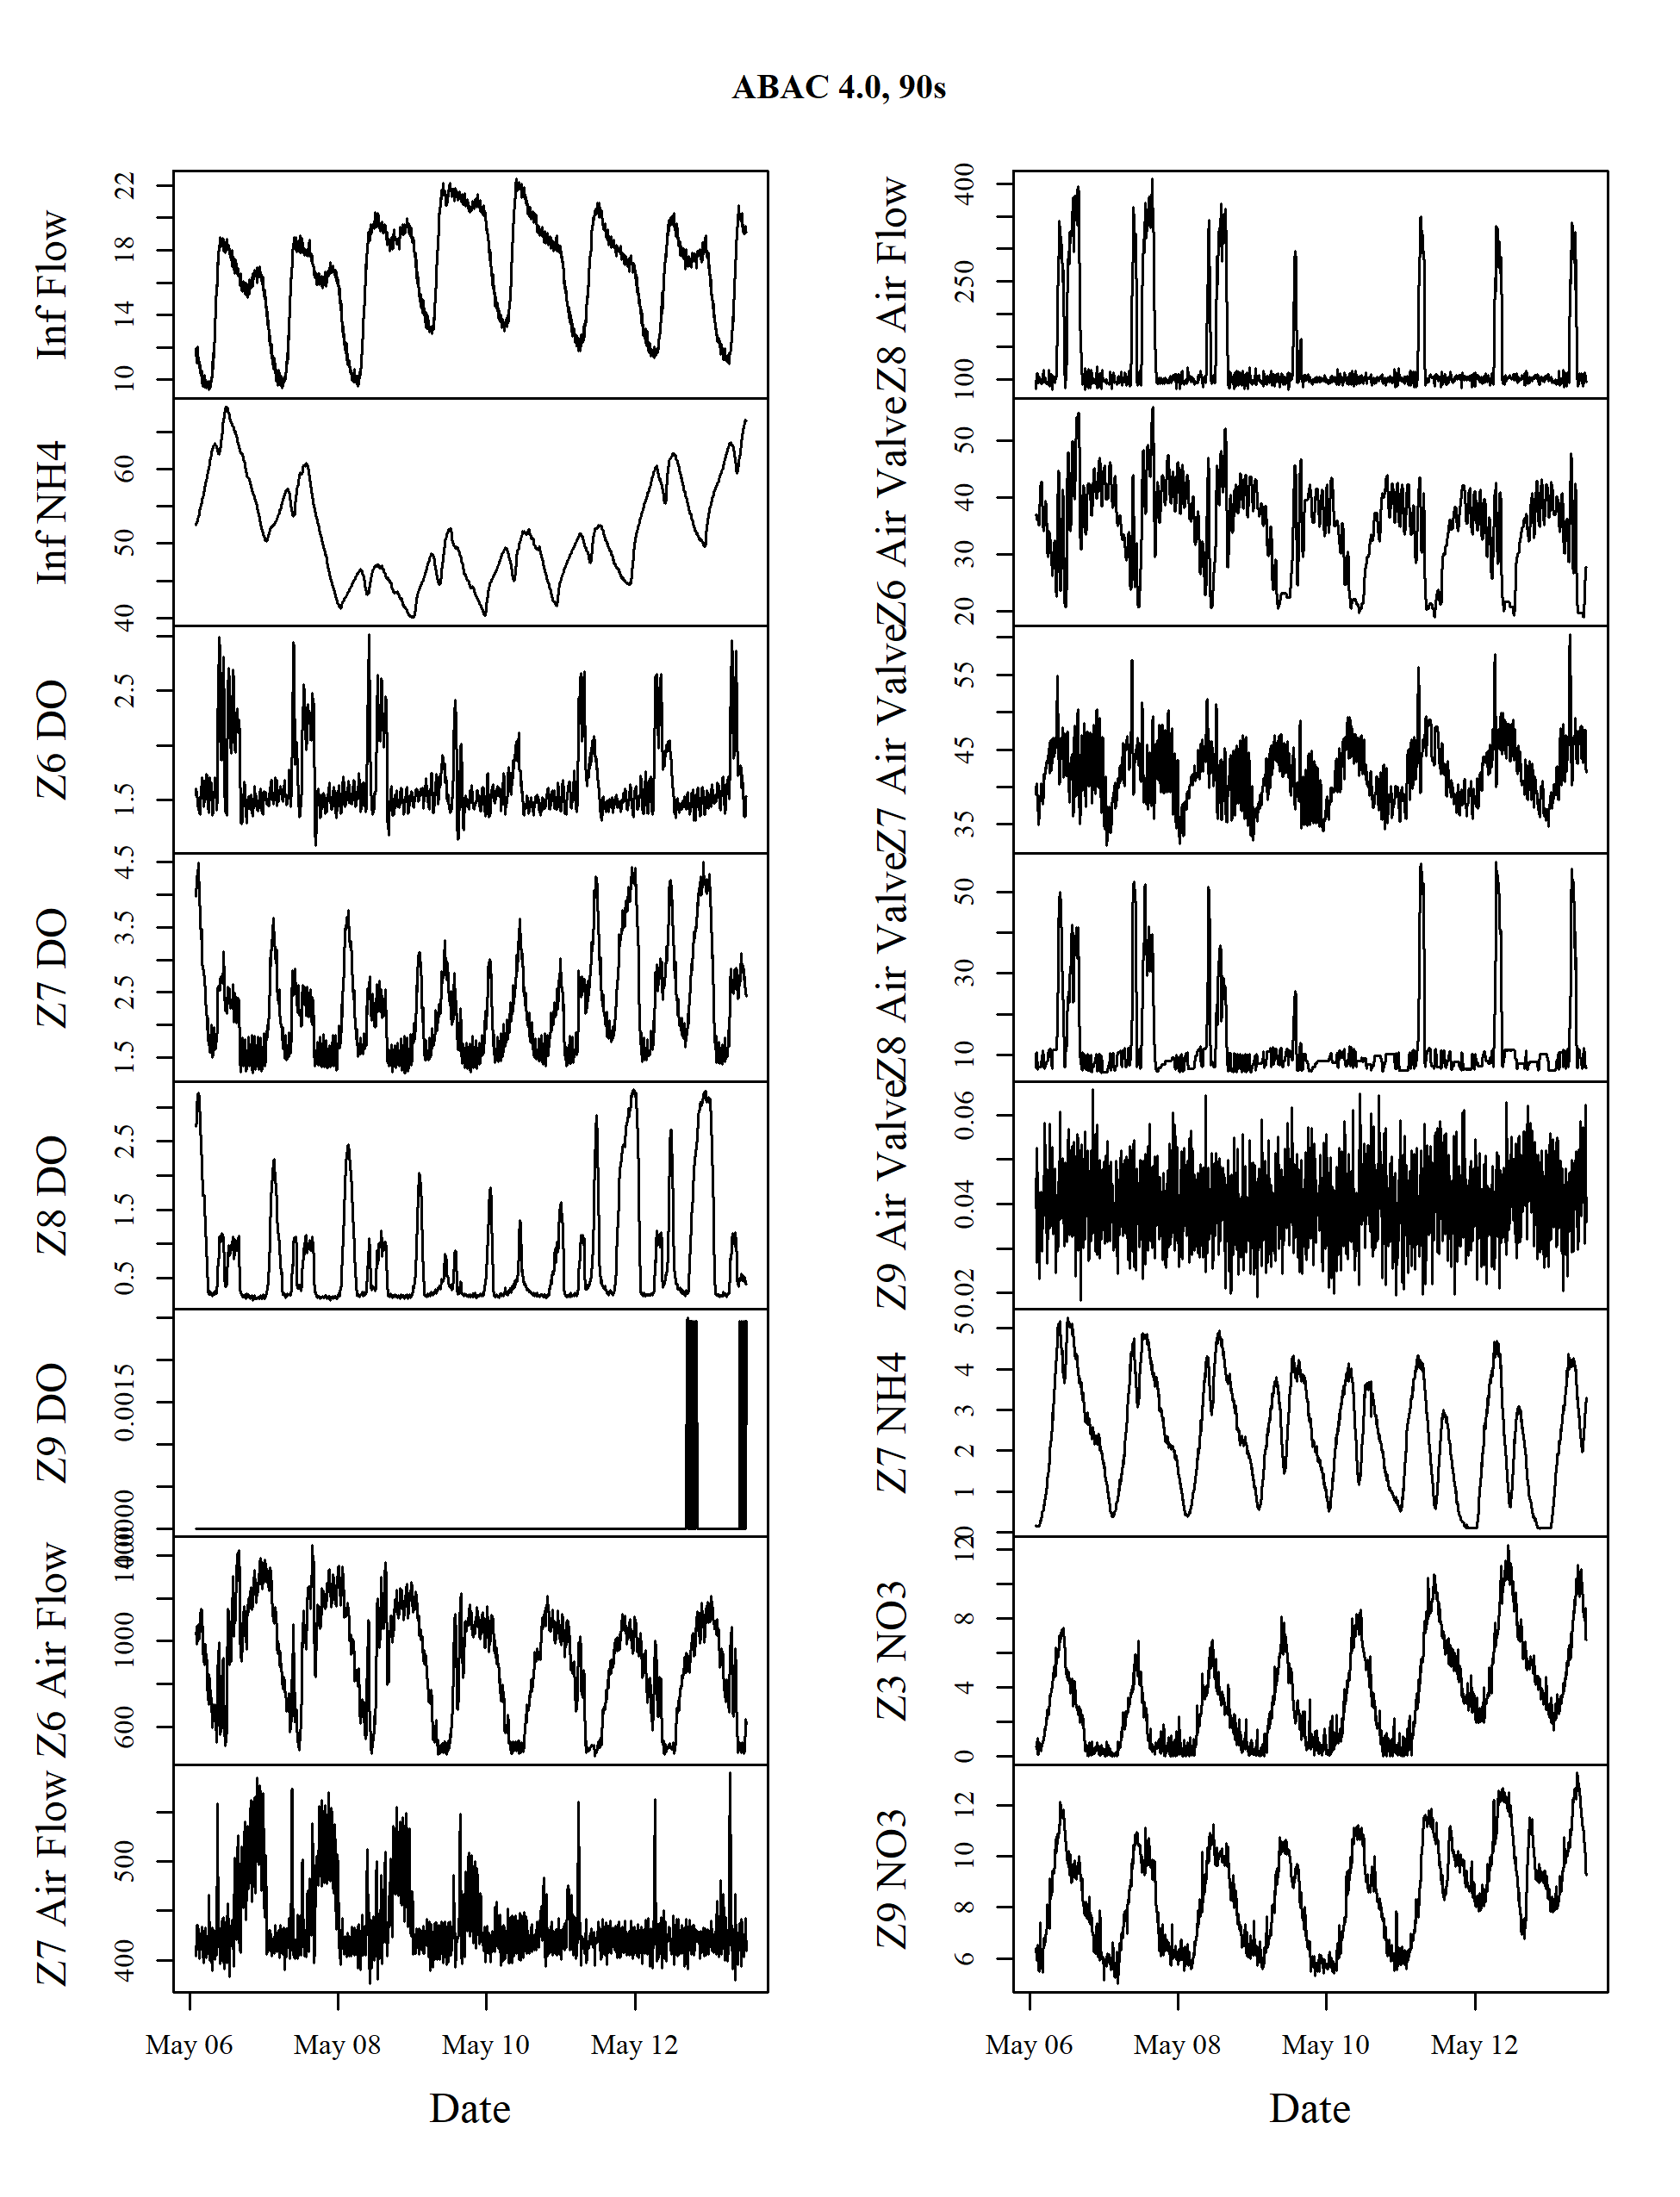 ABAC 4.0, 90s
Inf Flow
10 14 18 22
Inf NH4
40 50 60
Z6 DO
1.5 2.5
Z7 DO
1.5 2.5 3.5 4.5
Z8 DO
0.5 1.5 2.5
Z9 DO
0.0000 0.0015
Z6 Air Flow
600 1000 1400
Z7 Air Flow
400 500
May 06 May 08 May 10 May 12
Date
Z8 Air Flow
100 250 400
Z6 Air Valve
20 30 40 50
Z7 Air Valve
35 45 55
Z8 Air Valve
10 30 50
Z9 Air Valve
0.02 0.04 0.06
Z7 NH4
0 1 2 3 4 5
Z3 NO3
0 4 8 12
Z9 NO3
6 8 10 12
May 06 May 08 May 10 May 12
Date